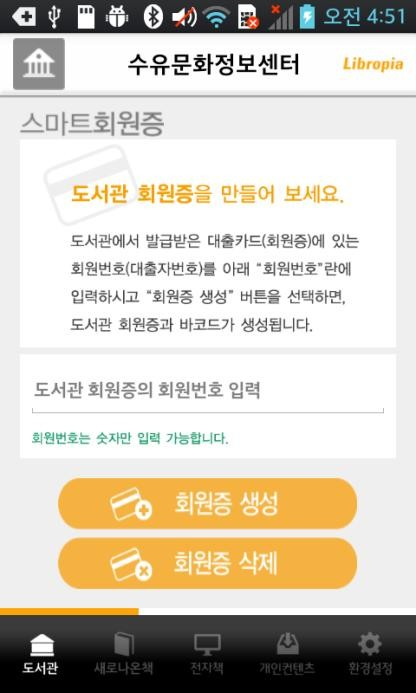 오전 4:51
수유문화정보센터
Libropia
스마트회원증
도서관 회원증을 만들어 보세요.
도서관에서 발급받은 대출카드(회원증)에 있는
회원번호(대출자번호)를 아래 “회원번호”란에
입력하시고 “회원증 생성” 버튼을 선택하면,
도서관 회원증과 바코드가 생성됩니다.
도서관 회원증의 회원번호 입력
회원번호는 숫자만 입력 가능합니다.
회원증 생성
회원증 삭제
도서관 새로나온책 전자책 개인컨텐츠 환경설정